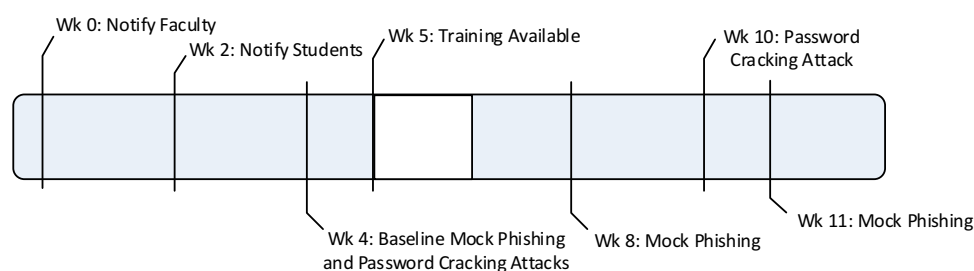 Wk 0: Notify Faculty
Wk 2: Notify Students
Wk 5: Training Available
Wk 10: Password
Cracking Attack
Wk 4: Baseline Mock Phishing
and Password Cracking Attacks
Wk 8: Mock Phishing
Wk 11: Mock Phishing